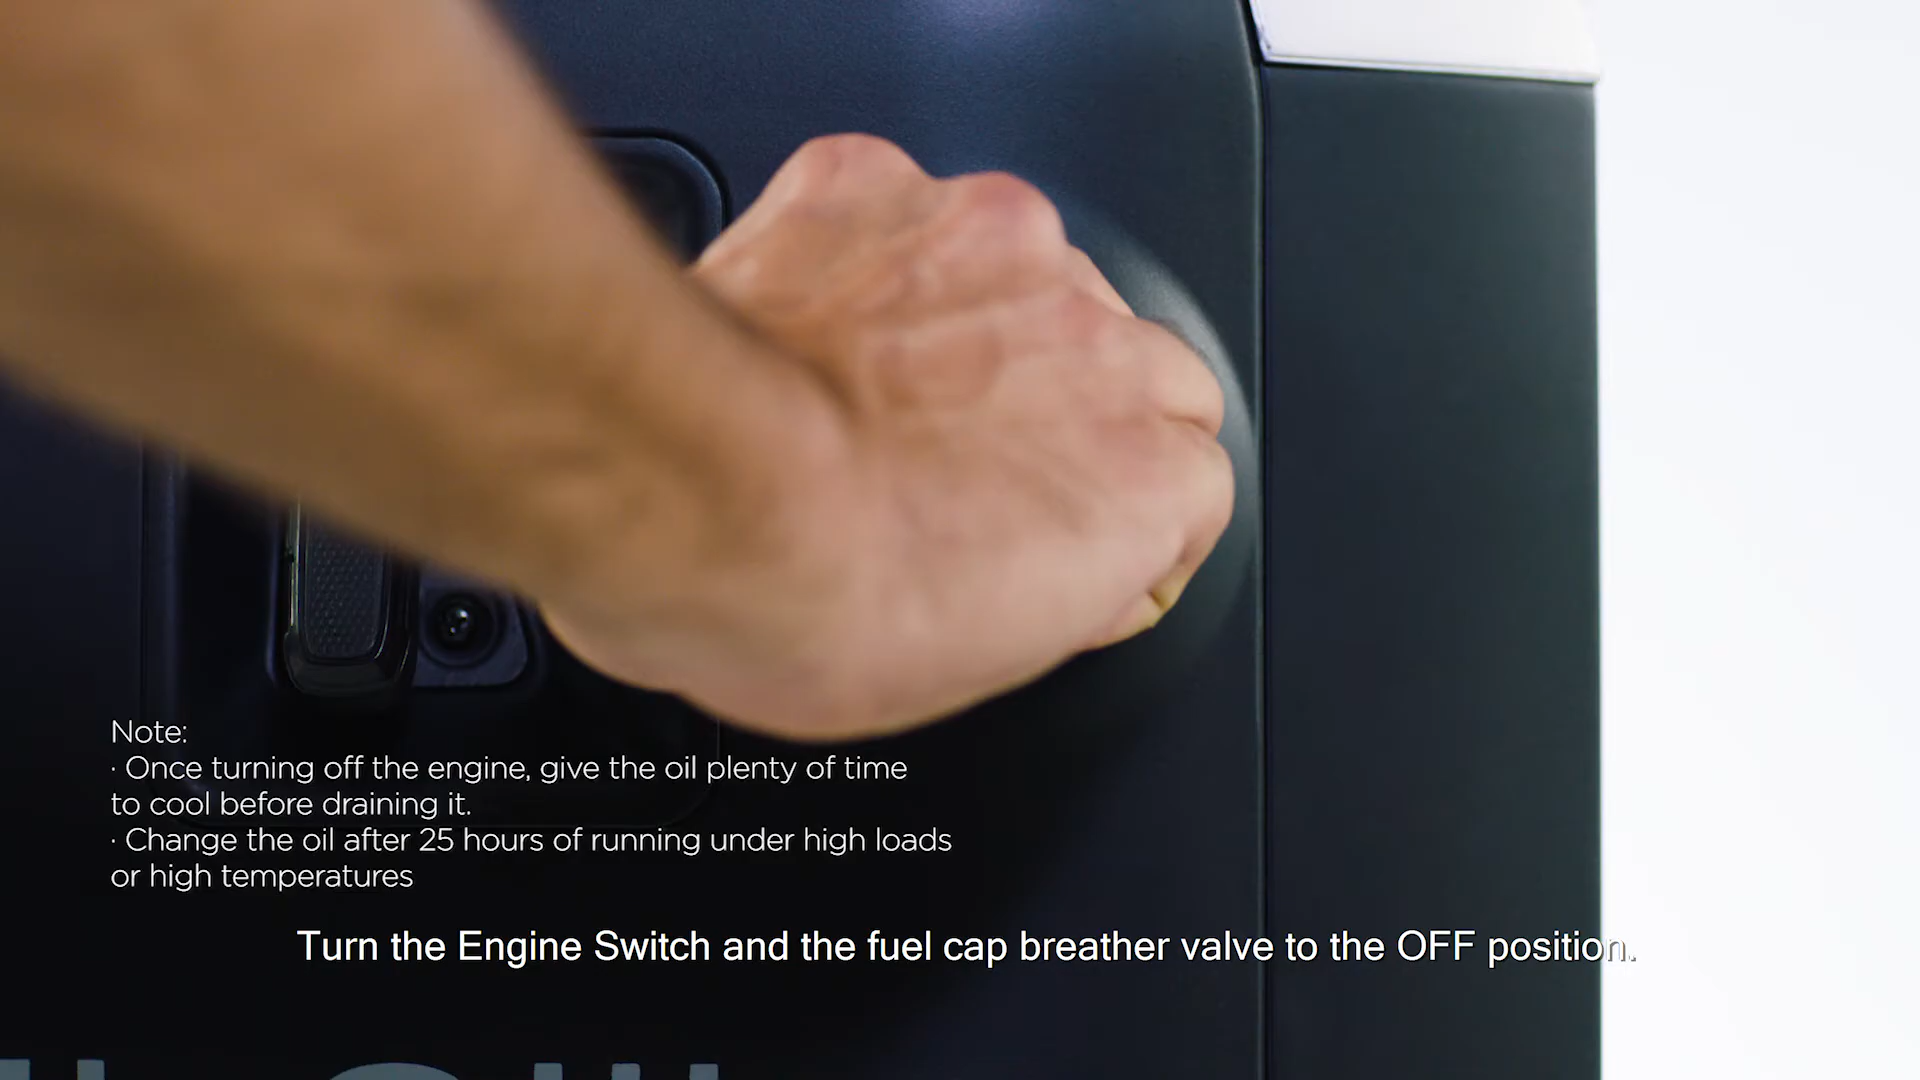 Note:
· Once turning off the engine, give the oil plenty of time
to cool before draining it.
· Change the oil after 25 hours of running under high loads
or high temperatures
Turn the Engine Switch and the fuel cap breather valve to the OFF position.